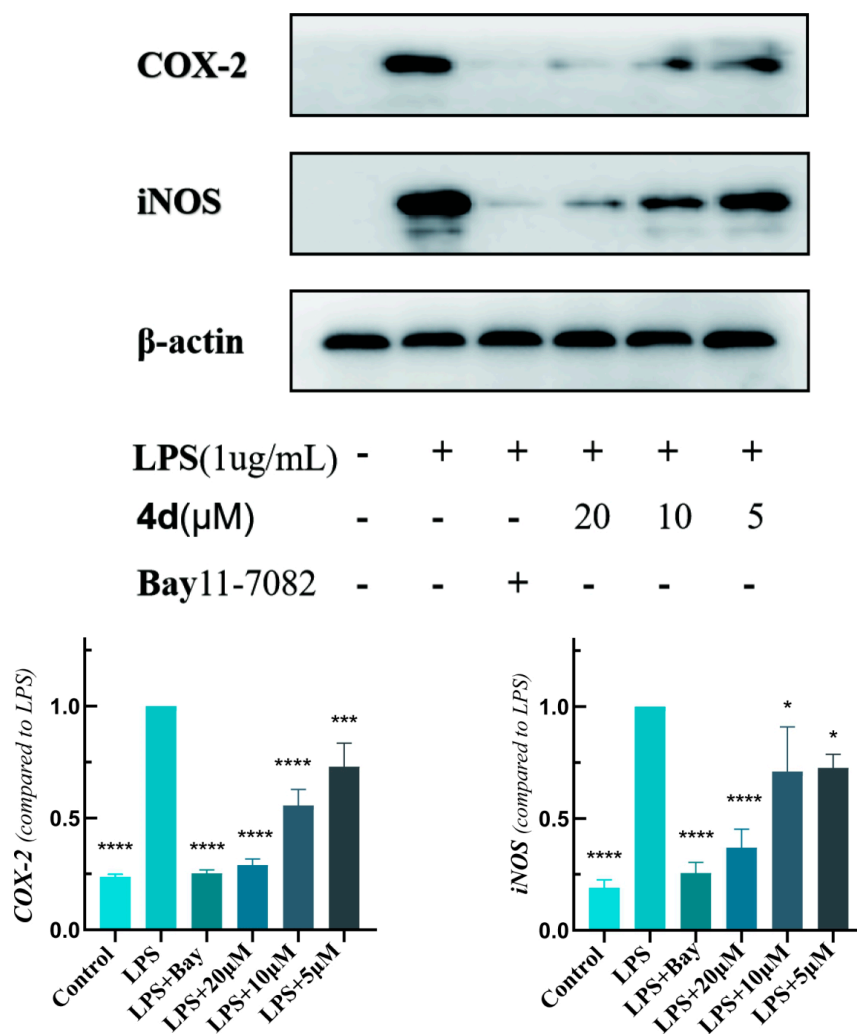 COX-2
iNOS
β-actin
LPS(1ug/mL) - + + + + +
4d(μM) - - - 20 10 5
Bay11-7082 - - + - - -
COX-2 (compared to LPS)
1.0
0.5
0.0
****
****
****
****
***
Control
LPS
LPS+Bay
LPS+20μM
LPS+10μM
LPS+5μM
iNOS (compared to LPS)
1.0
0.5
0.0
****
****
****
*
*
Control
LPS
LPS+Bay
LPS+20μM
LPS+10μM
LPS+5μM